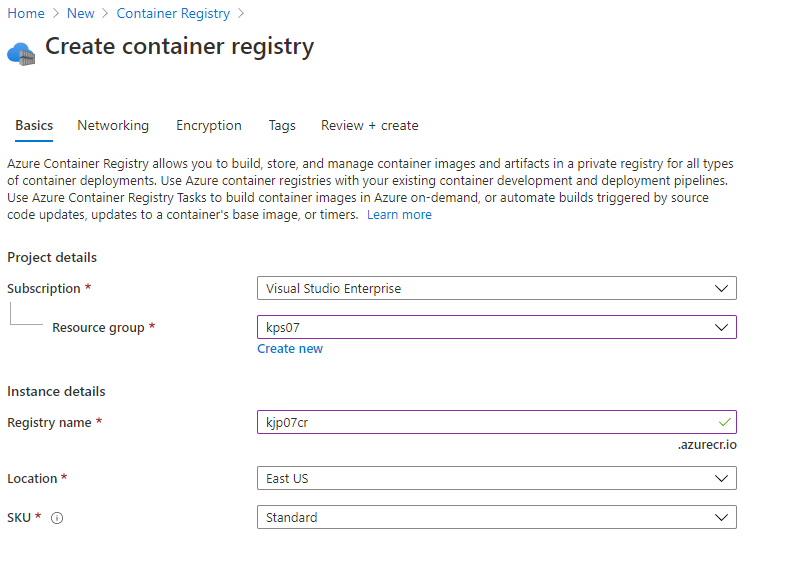 Home > New > Container Registry >
Create container registry
Basics Networking Encryption Tags Review + create
Azure Container Registry allows you to build, store, and manage container images and artifacts in a private registry for all types
of container deployments. Use Azure container registries with your existing container development and deployment pipelines.
Use Azure Container Registry Tasks to build container images in Azure on-demand, or automate builds triggered by source
code updates, updates to a container's base image, or timers. Learn more
Project details
Subscription * Visual Studio Enterprise
Resource group * kps07
Create new
Instance details
Registry name * kjp07cr
.azurecr.io
Location * East US
SKU * Standard